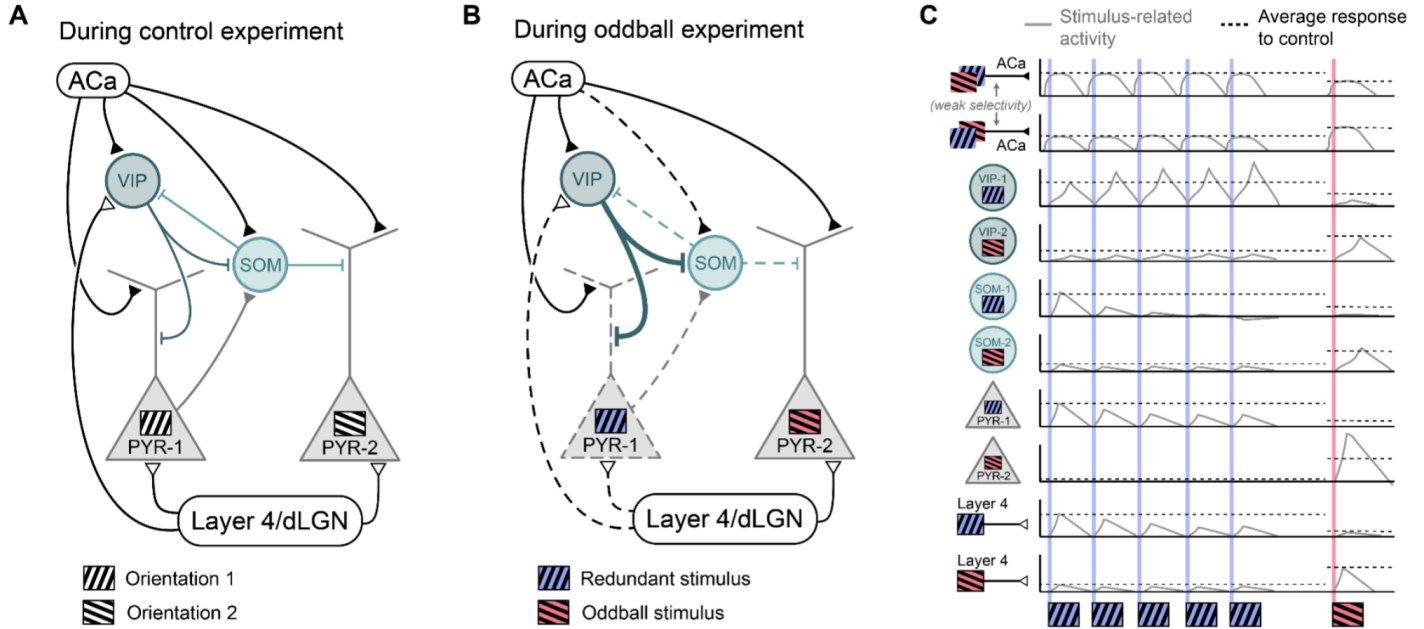 A
During control experiment
ACa
VIP
SOM
PYR-1
PYR-2
Layer 4/dLGN
Orientation 1
Orientation 2
B
During oddball experiment
ACa
VIP
SOM
PYR-1
PYR-2
Layer 4/dLGN
Redundant stimulus
Oddball stimulus
C
Stimulus-related
activity
Average response
to control
ACa
(weak selectivity)
ACa
VIP-1
VIP-2
SOM-1
SOM-2
PYR-1
PYR-2
Layer 4
Layer 4